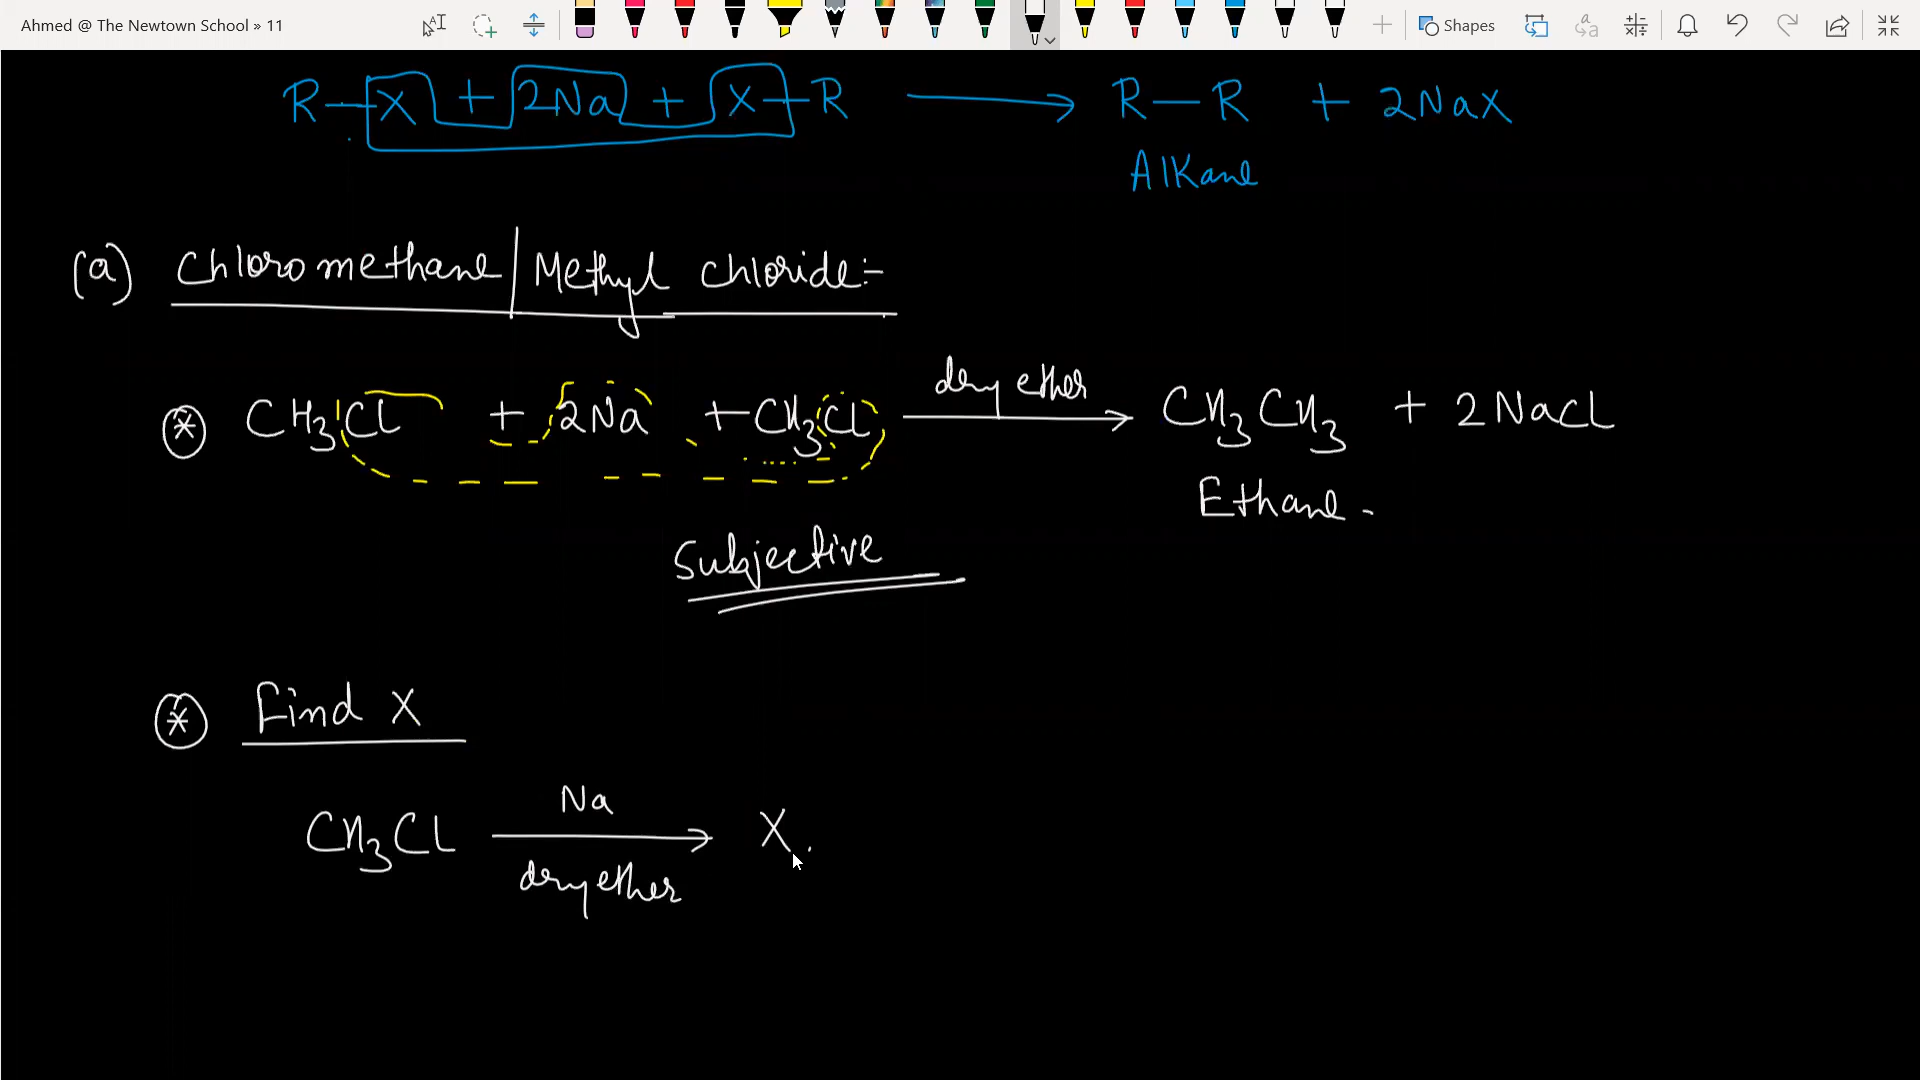 Ahmed @ The Newtown School » 11
Shapes
R—X + 2Na + X—R ⟶ R—R + 2NaX
Alkane
(a) Chloromethane | Methyl chloride:-
dry ether
* CH3Cl + 2Na + CH3Cl ⟶ CH3CH3 + 2NaCl
Ethane.
Subjective
* Find X
Na
CH3Cl ⟶ X.
dry ether